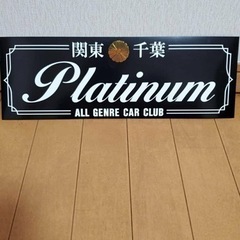 関東 千葉
Platinum
ALL GENRE CAR CLUB